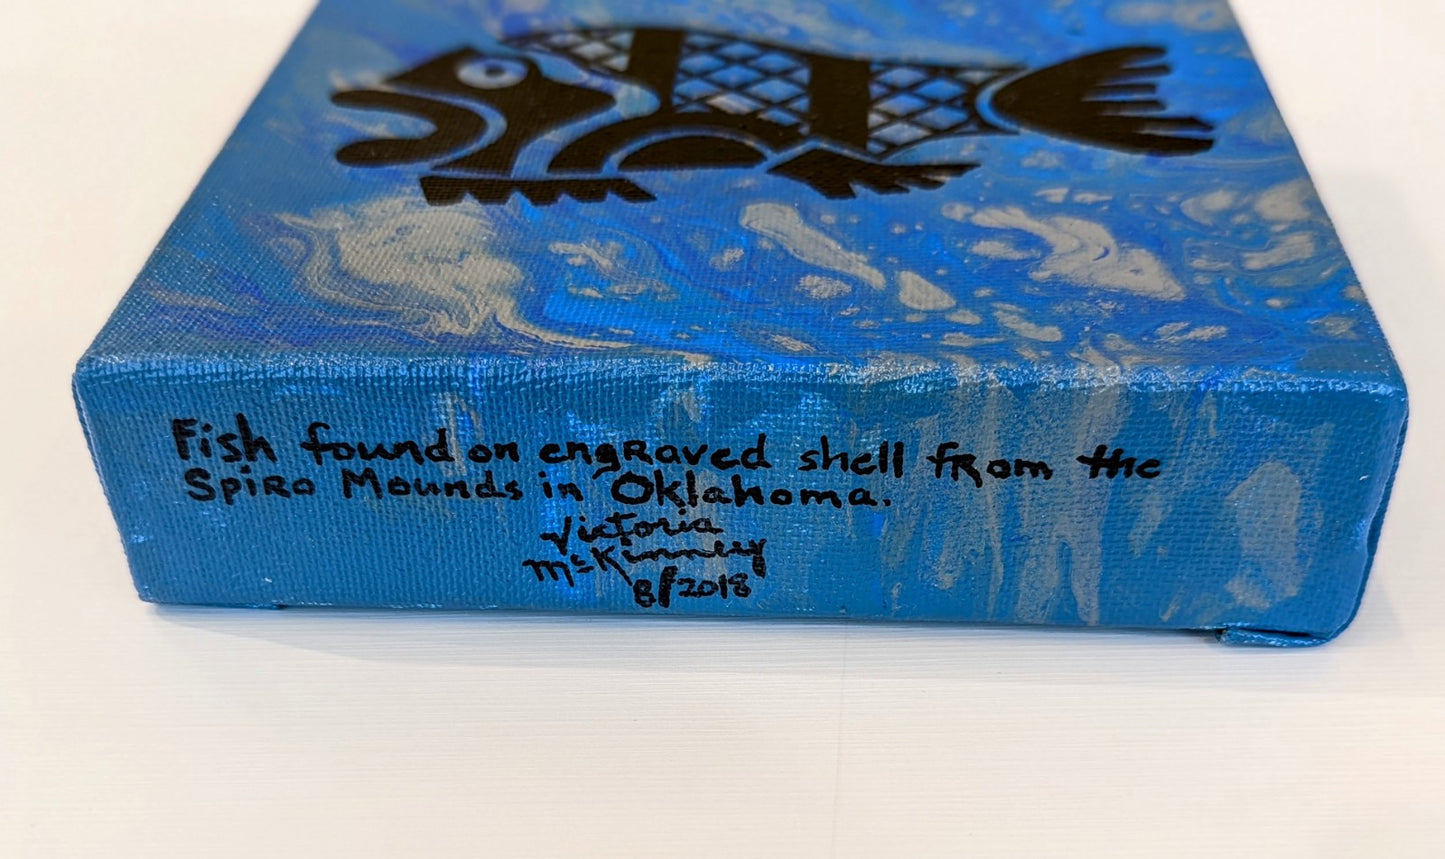 Fish found on engraved shell from the
Spiro Mounds in Oklahoma.
Victoria
McKinney
8/2018